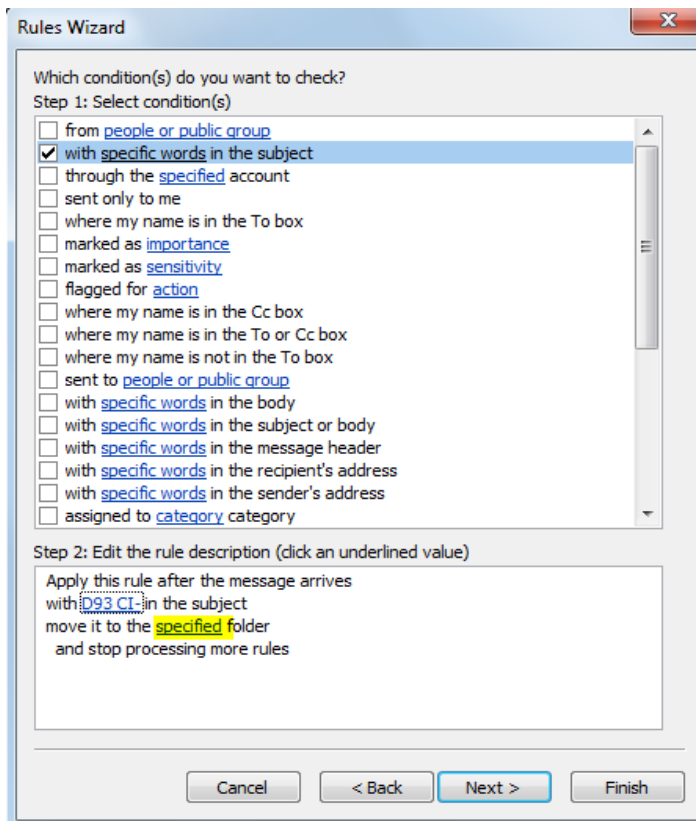 Rules Wizard
Which condition(s) do you want to check?
Step 1: Select condition(s)
from people or public group
with specific words in the subject
through the specified account
sent only to me
where my name is in the To box
marked as importance
marked as sensitivity
flagged for action
where my name is in the Cc box
where my name is in the To or Cc box
where my name is not in the To box
sent to people or public group
with specific words in the body
with specific words in the subject or body
with specific words in the message header
with specific words in the recipient's address
with specific words in the sender's address
assigned to category category
Step 2: Edit the rule description (click an underlined value)
Apply this rule after the message arrives
with D93 CI- in the subject
move it to the specified folder
and stop processing more rules
Cancel < Back Next > Finish